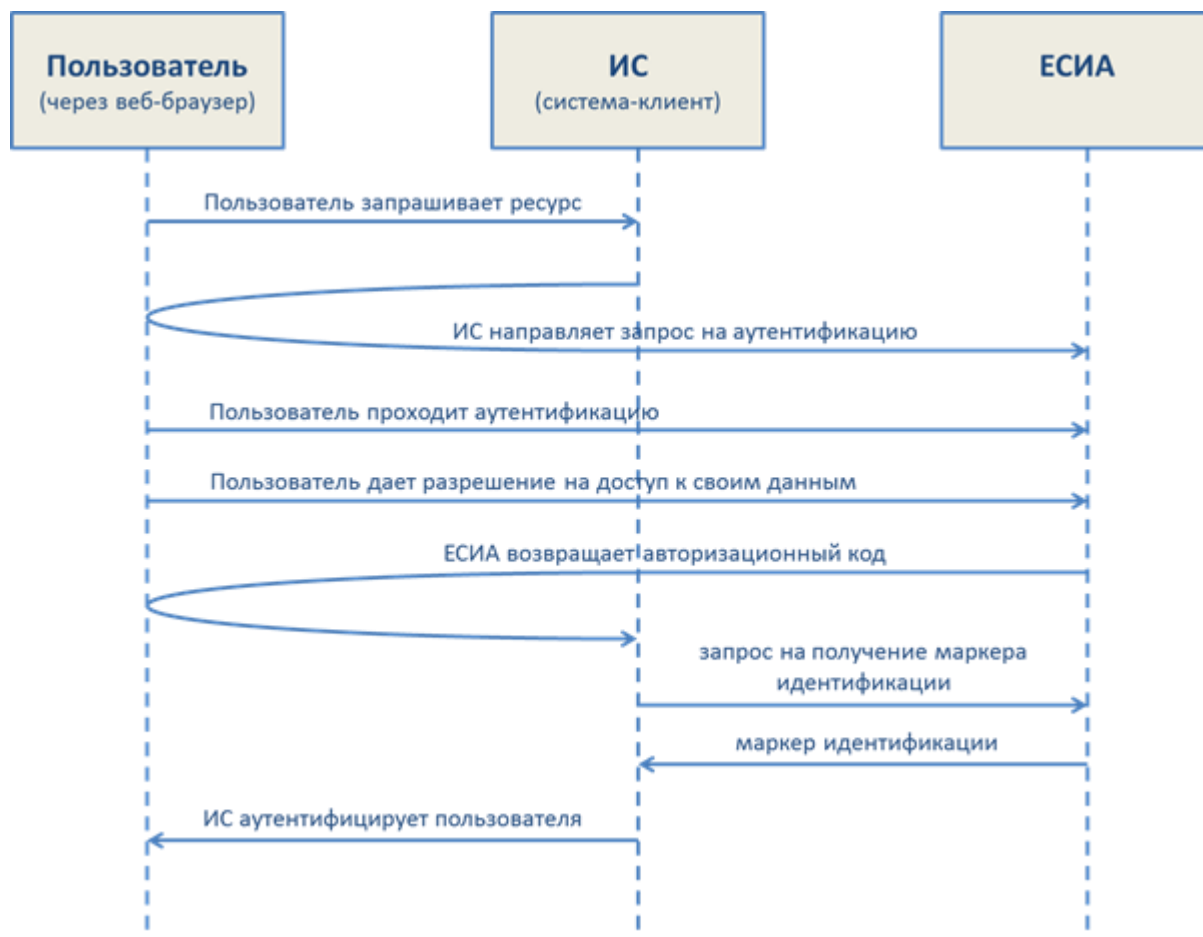 Пользователь
(через веб-браузер)
ИС
(система-клиент)
ЕСИА
Пользователь запрашивает ресурс
ИС направляет запрос на аутентификацию
Пользователь проходит аутентификацию
Пользователь дает разрешение на доступ к своим данным
ЕСИА возвращает авторизационный код
запрос на получение маркера
идентификации
маркер идентификации
ИС аутентифицирует пользователя